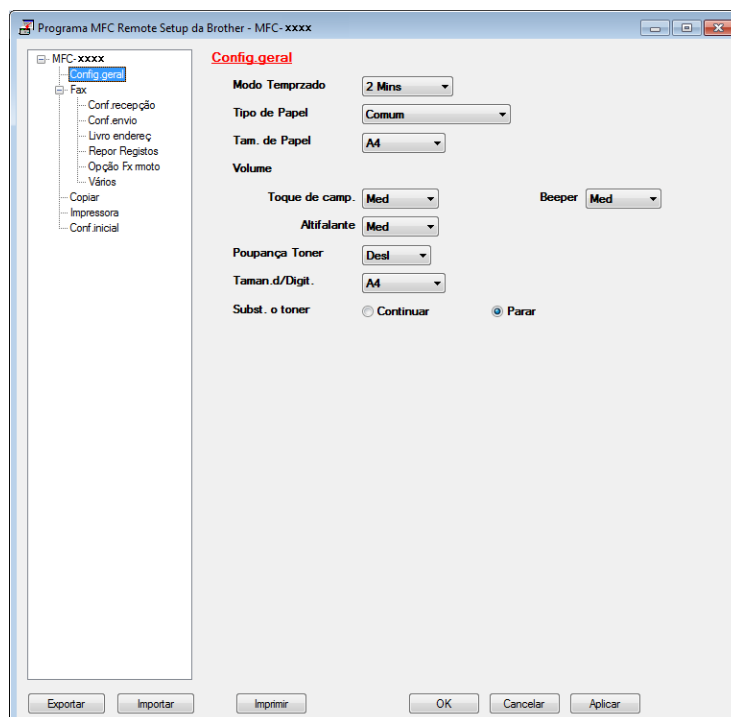 Programa MFC Remote Setup da Brother - MFC-xxxx
MFC-xxxx
Config.geral
Fax
Conf.recepção
Conf.envio
Livro endereç
Repor Registos
Opção Fx rmoto
Vários
Copiar
Impressora
Conf.inicial
Config.geral
Modo Temprzado 2 Mins
Tipo de Papel Comum
Tam. de Papel A4
Volume
Toque de camp. Med Beeper Med
Altifalante Med
Poupança Toner Desl
Taman.d/Digit. A4
Subst. o toner Continuar Parar
Exportar Importar Imprimir OK Cancelar Aplicar